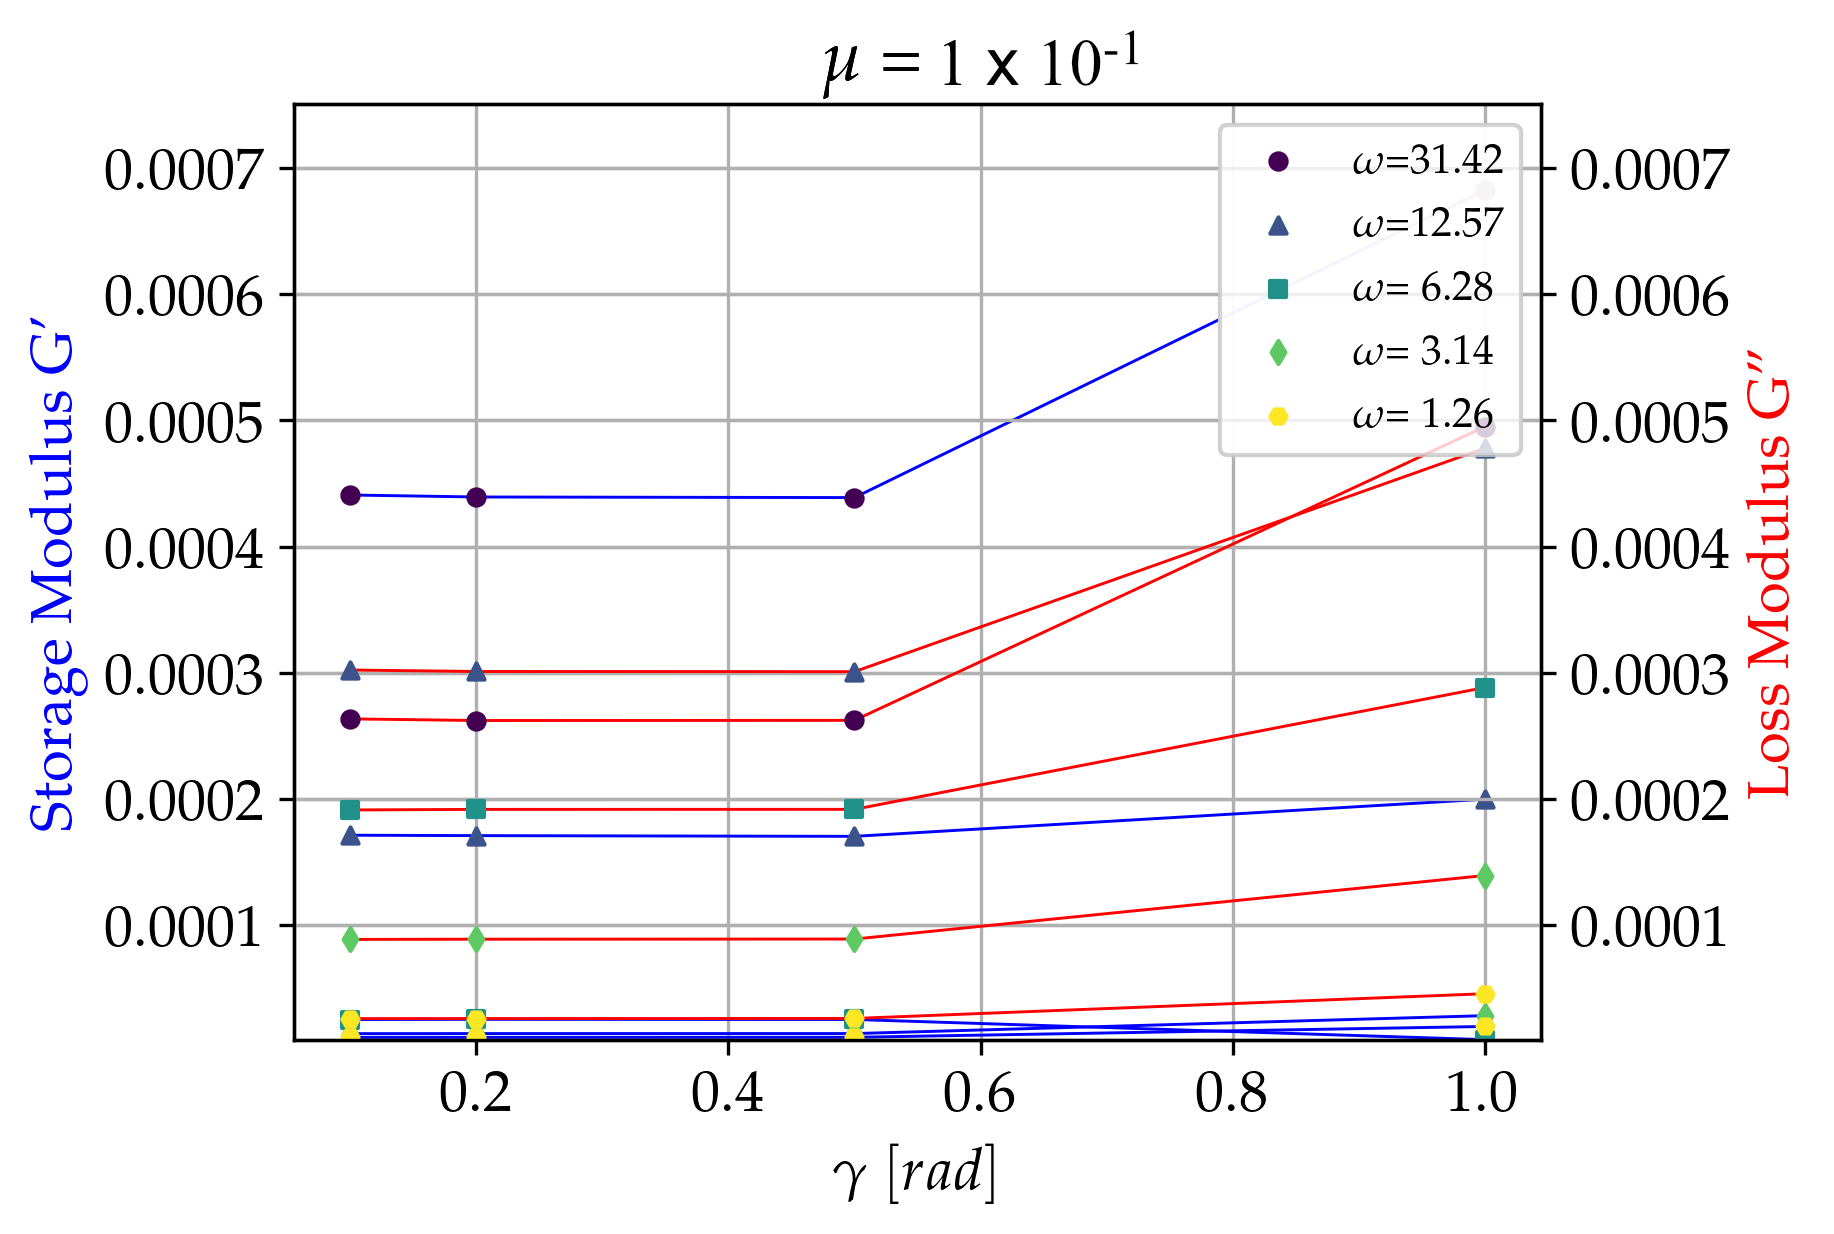 μ = 1 x 10⁻¹
Storage Modulus G′
0.0007
0.0006
0.0005
0.0004
0.0003
0.0002
0.0001
ω=31.42
ω=12.57
ω= 6.28
ω= 3.14
ω= 1.26
0.0007
0.0006
0.0005
0.0004
0.0003
0.0002
0.0001
Loss Modulus G″
0.2 0.4 0.6 0.8 1.0
γ [rad]